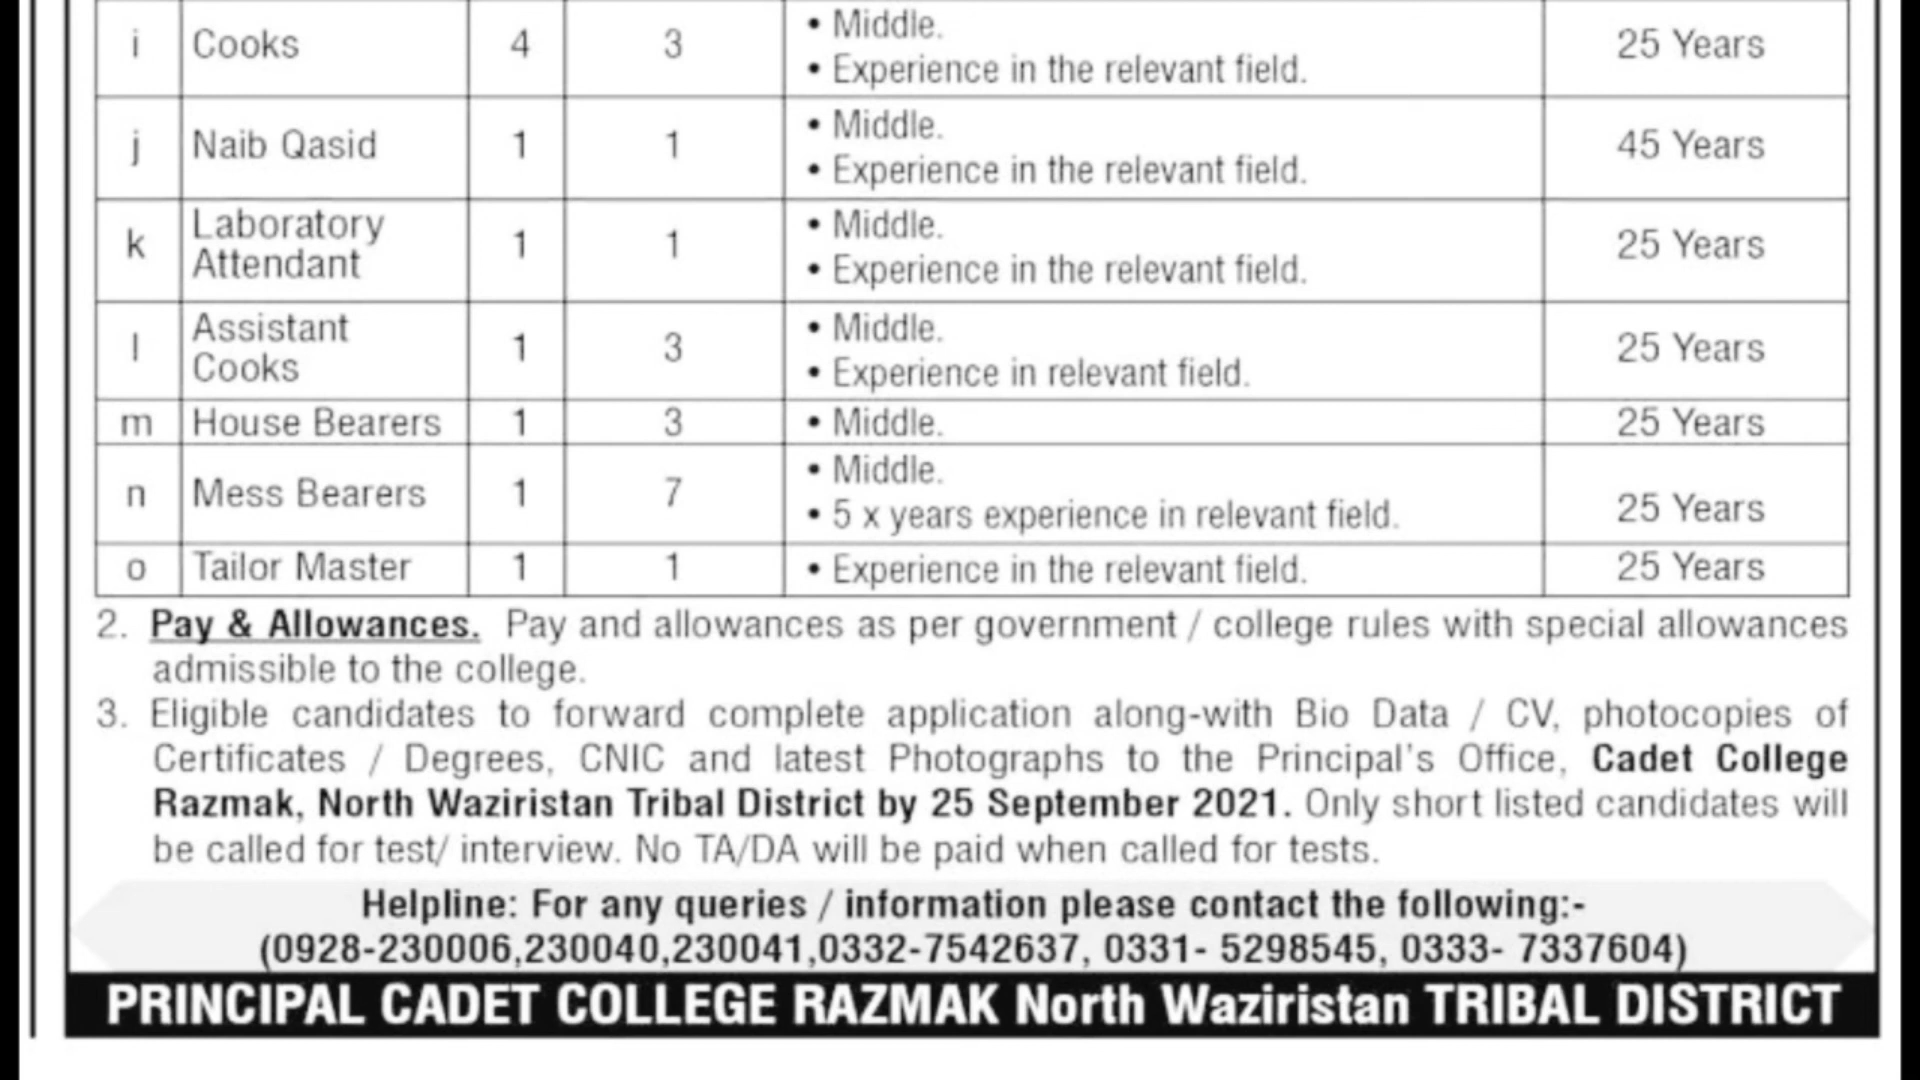 i Cooks 4 3 • Middle. 25 Years
• Experience in the relevant field.
j Naib Qasid 1 1 • Middle. 45 Years
• Experience in the relevant field.
k Laboratory Attendant 1 1 • Middle. 25 Years
• Experience in the relevant field.
l Assistant Cooks 1 3 • Middle. 25 Years
• Experience in relevant field.
m House Bearers 1 3 • Middle. 25 Years
n Mess Bearers 1 7 • Middle. 25 Years
• 5 x years experience in relevant field.
o Tailor Master 1 1 • Experience in the relevant field. 25 Years
2. Pay & Allowances. Pay and allowances as per government / college rules with special allowances
admissible to the college.
3. Eligible candidates to forward complete application along-with Bio Data / CV, photocopies of
Certificates / Degrees, CNIC and latest Photographs to the Principal's Office, Cadet College
Razmak, North Waziristan Tribal District by 25 September 2021. Only short listed candidates will
be called for test/ interview. No TA/DA will be paid when called for tests.
Helpline: For any queries / information please contact the following:-
(0928-230006,230040,230041,0332-7542637, 0331- 5298545, 0333- 7337604)
PRINCIPAL CADET COLLEGE RAZMAK North Waziristan TRIBAL DISTRICT